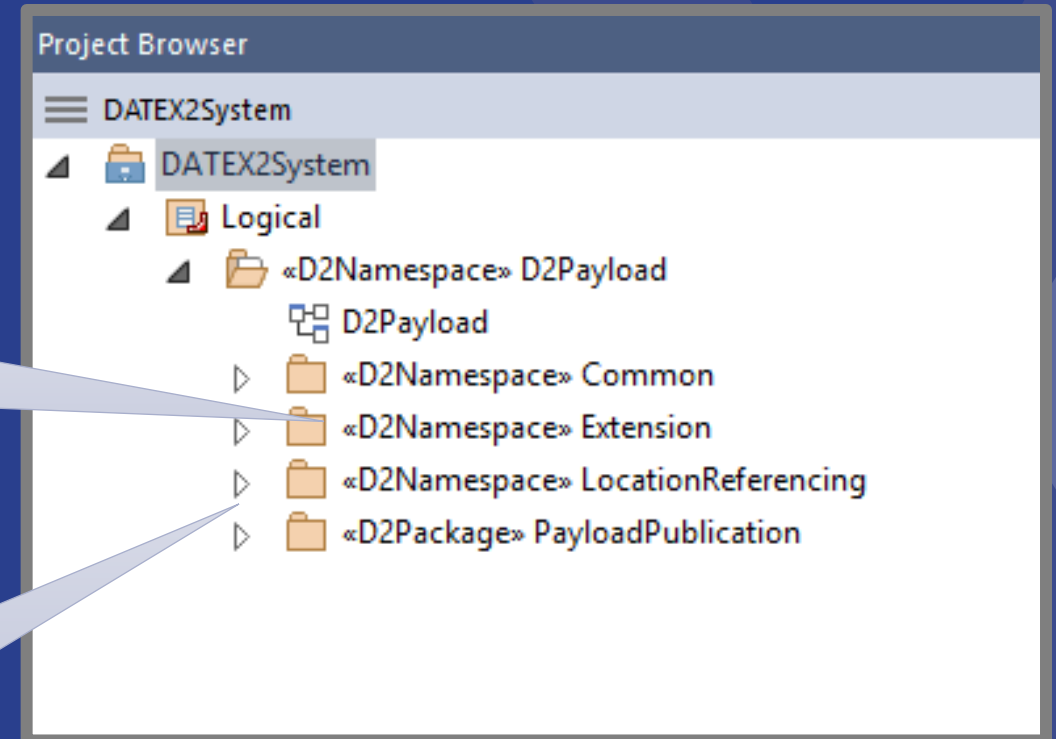 Project Browser
DATEX2System
DATEX2System
Logical
«D2Namespace» D2Payload
D2Payload
«D2Namespace» Common
«D2Namespace» Extension
«D2Namespace» LocationReferencing
«D2Package» PayloadPublication